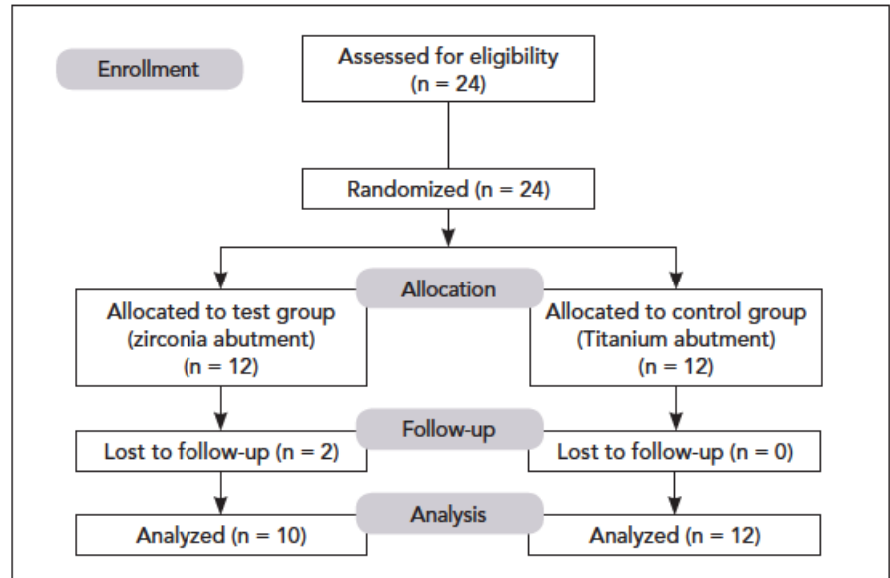 Enrollment
Assessed for eligibility
(n = 24)
Randomized (n = 24)
Allocation
Allocated to test group
(zirconia abutment)
(n = 12)
Allocated to control group
(Titanium abutment)
(n = 12)
Follow-up
Lost to follow-up (n = 2)
Lost to follow-up (n = 0)
Analysis
Analyzed (n = 10)
Analyzed (n = 12)